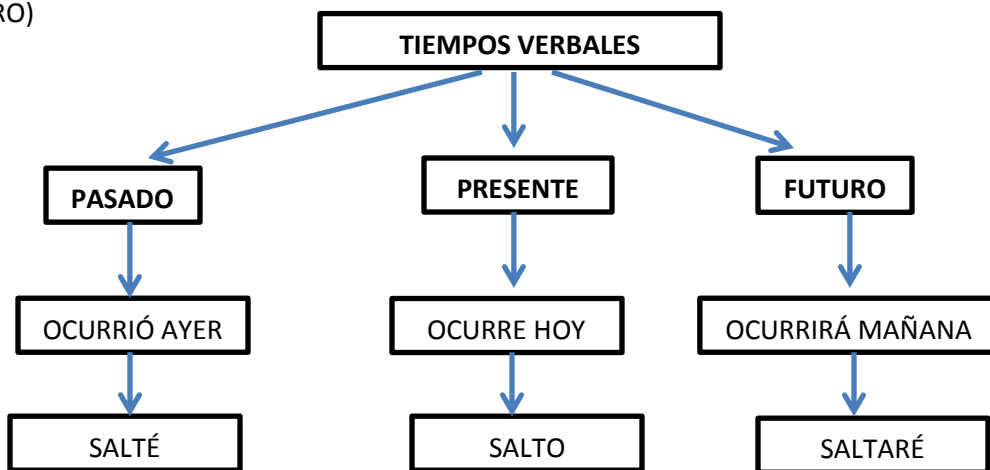 RO)
TIEMPOS VERBALES
PASADO
PRESENTE
FUTURO
OCURRIÓ AYER
OCURRE HOY
OCURRIRÁ MAÑANA
SALTÉ
SALTO
SALTARÉ